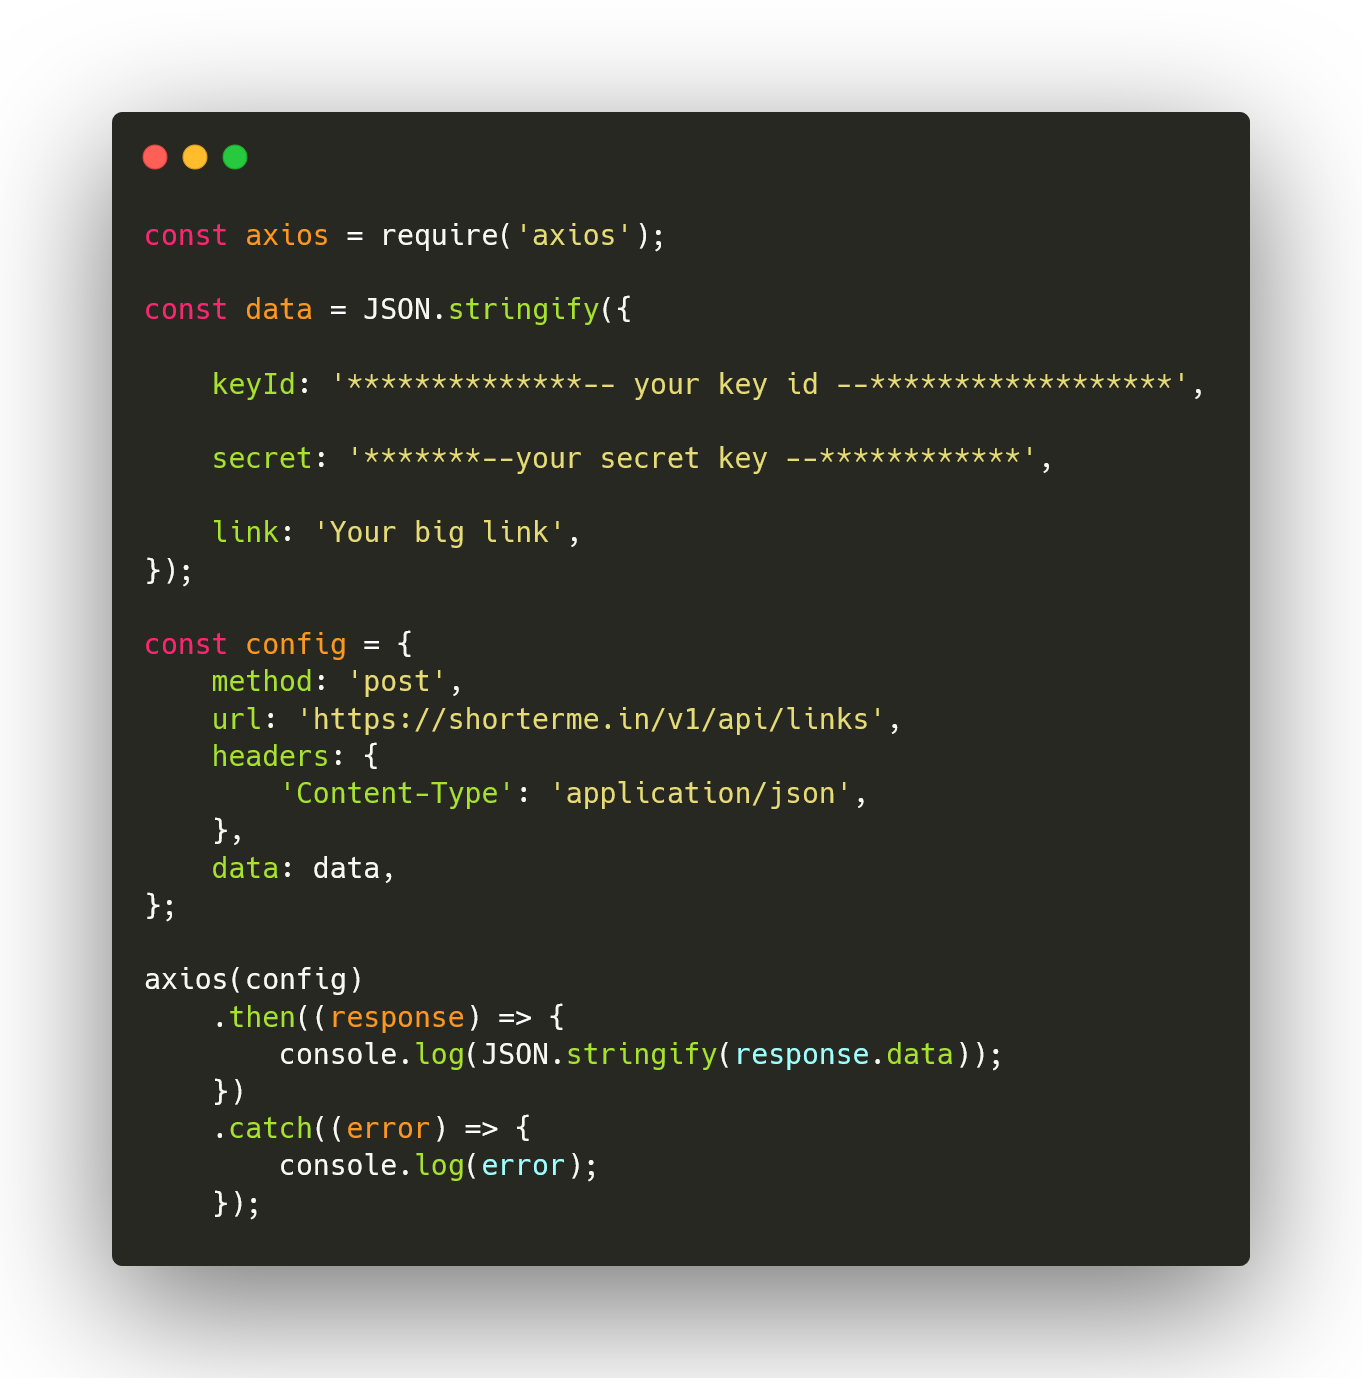 const axios = require('axios');
const data = JSON.stringify({
keyId: '**************-- your key id --******************',
secret: '*******--your secret key --************',
link: 'Your big link',
});
const config = {
method: 'post',
url: 'https://shorterme.in/v1/api/links',
headers: {
'Content-Type': 'application/json',
},
data: data,
};
axios(config)
.then((response) => {
console.log(JSON.stringify(response.data));
})
.catch((error) => {
console.log(error);
});